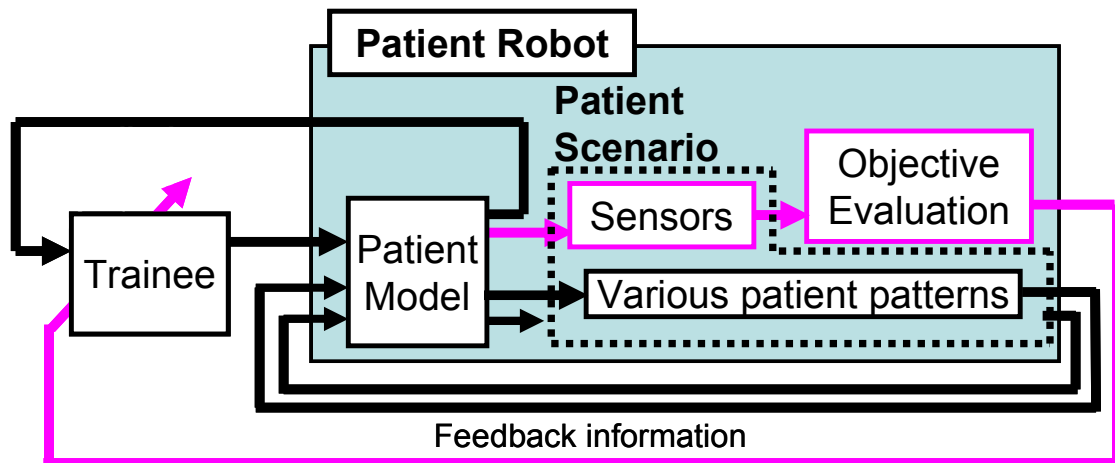 Patient Robot
Patient
Scenario
Objective
Evaluation
Sensors
Trainee
Patient
Model
Various patient patterns
Feedback information